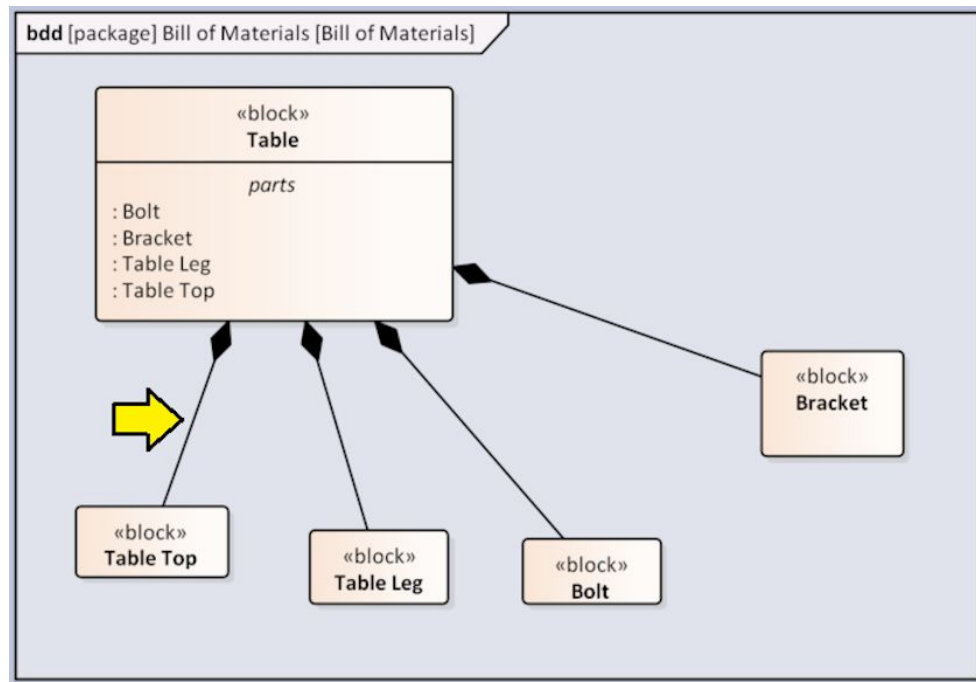 bdd [package] Bill of Materials [Bill of Materials]
«block»
Table
parts
: Bolt
: Bracket
: Table Leg
: Table Top
«block»
Bracket
«block»
Table Top
«block»
Table Leg
«block»
Bolt